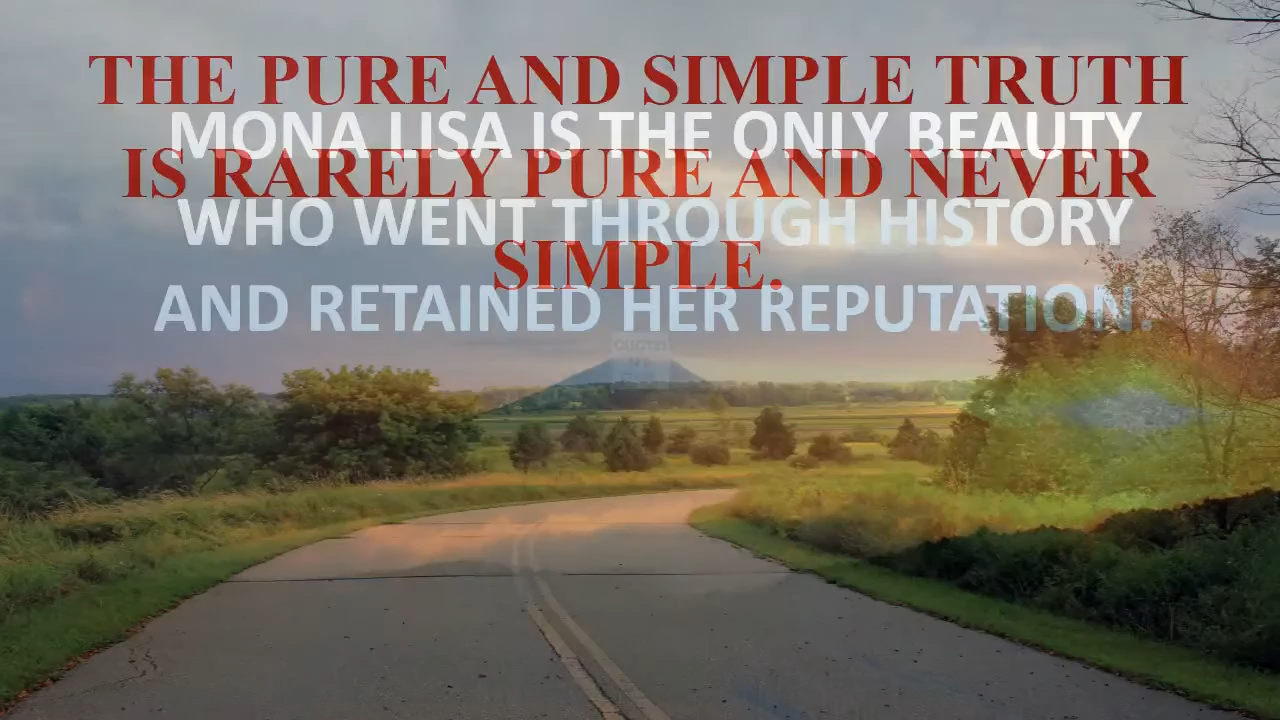 THE PURE AND SIMPLE TRUTH
IS RARELY PURE AND NEVER
SIMPLE.
MONA LISA IS THE ONLY BEAUTY
WHO WENT THROUGH HISTORY
AND RETAINED HER REPUTATION.